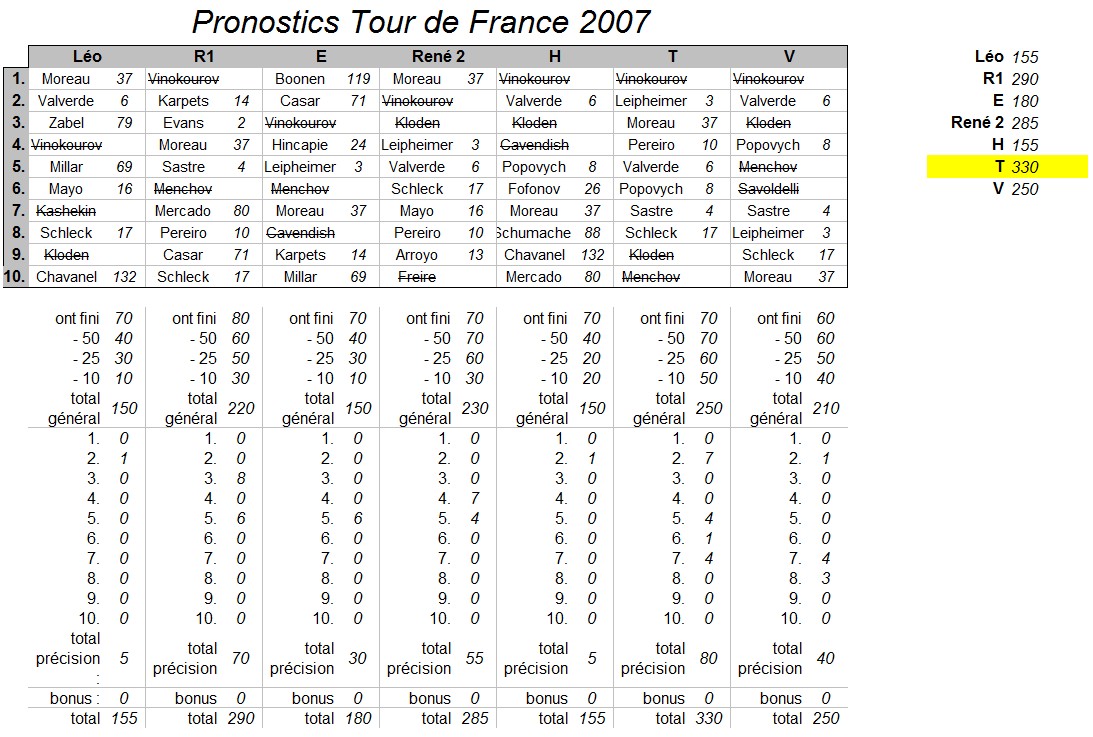 Pronostics Tour de France 2007
Léo R1 E René 2 H T V
1. Moreau 37 Vinokourov Boonen 119 Moreau 37 Vinokourov Vinokourov Vinokourov
2. Valverde 6 Karpets 14 Casar 71 Vinokourov Valverde 6 Leipheimer 3 Valverde 6
3. Zabel 79 Evans 2 Vinokourov Kloden Kloden Moreau 37 Kloden
4. Vinokourov Moreau 37 Hincapie 24 Leipheimer 3 Cavendish Pereiro 10 Popovych 8
5. Millar 69 Sastre 4 Leipheimer 3 Valverde 6 Popovych 8 Valverde 6 Menchov
6. Mayo 16 Menchov Menchov Schleck 17 Fofonov 26 Popovych 8 Savoldelli
7. Kashekin Mercado 80 Moreau 37 Mayo 16 Moreau 37 Sastre 4 Sastre 4
8. Schleck 17 Pereiro 10 Cavendish Pereiro 10 Schumache 88 Schleck 17 Leipheimer 3
9. Kloden Casar 71 Karpets 14 Arroyo 13 Chavanel 132 Kloden Schleck 17
10. Chavanel 132 Schleck 17 Millar 69 Freire Mercado 80 Menchov Moreau 37
ont fini 70 ont fini 80 ont fini 70 ont fini 70 ont fini 70 ont fini 70 ont fini 60
- 50 40 - 50 60 - 50 40 - 50 70 - 50 40 - 50 70 - 50 60
- 25 30 - 25 50 - 25 30 - 25 60 - 25 20 - 25 60 - 25 50
- 10 10 - 10 30 - 10 10 - 10 30 - 10 20 - 10 50 - 10 40
total général 150 total général 220 total général 150 total général 230 total général 150 total général 250 total général 210
1. 0 1. 0 1. 0 1. 0 1. 0 1. 0 1. 0
2. 1 2. 0 2. 0 2. 0 2. 1 2. 7 2. 1
3. 0 3. 8 3. 0 3. 0 3. 0 3. 0 3. 0
4. 0 4. 0 4. 0 4. 7 4. 0 4. 0 4. 0
5. 0 5. 6 5. 6 5. 4 5. 0 5. 4 5. 0
6. 0 6. 0 6. 0 6. 0 6. 0 6. 1 6. 0
7. 0 7. 0 7. 0 7. 0 7. 0 7. 4 7. 4
8. 0 8. 0 8. 0 8. 0 8. 0 8. 0 8. 3
9. 0 9. 0 9. 0 9. 0 9. 0 9. 0 9. 0
10. 0 10. 0 10. 0 10. 0 10. 0 10. 0 10. 0
total précision : 5 total précision 70 total précision 30 total précision 55 total précision 5 total précision 80 total précision 40
bonus : 0 bonus 0 bonus 0 bonus 0 bonus 0 bonus 0 bonus 0
total 155 total 290 total 180 total 285 total 155 total 330 total 250
Léo 155
R1 290
E 180
René 2 285
H 155
T 330
V 250